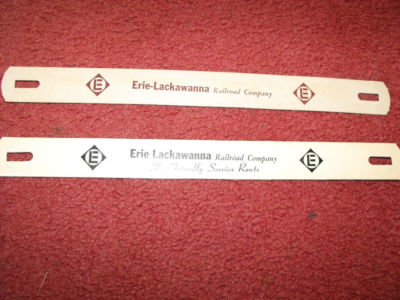 E Erie-Lackawanna Railroad Company E
E Erie Lackawanna Railroad Company E
The Friendly Service Route